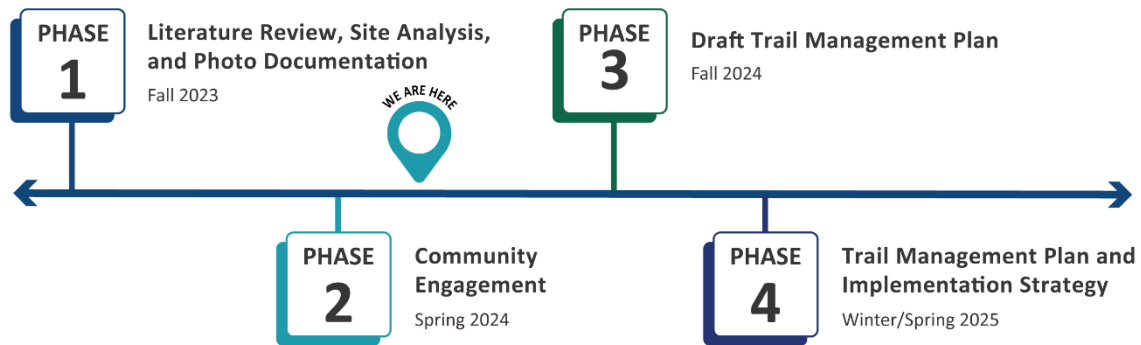 PHASE
1
Literature Review, Site Analysis,
and Photo Documentation
Fall 2023
WE ARE HERE
PHASE
2
Community
Engagement
Spring 2024
PHASE
3
Draft Trail Management Plan
Fall 2024
PHASE
4
Trail Management Plan and
Implementation Strategy
Winter/Spring 2025